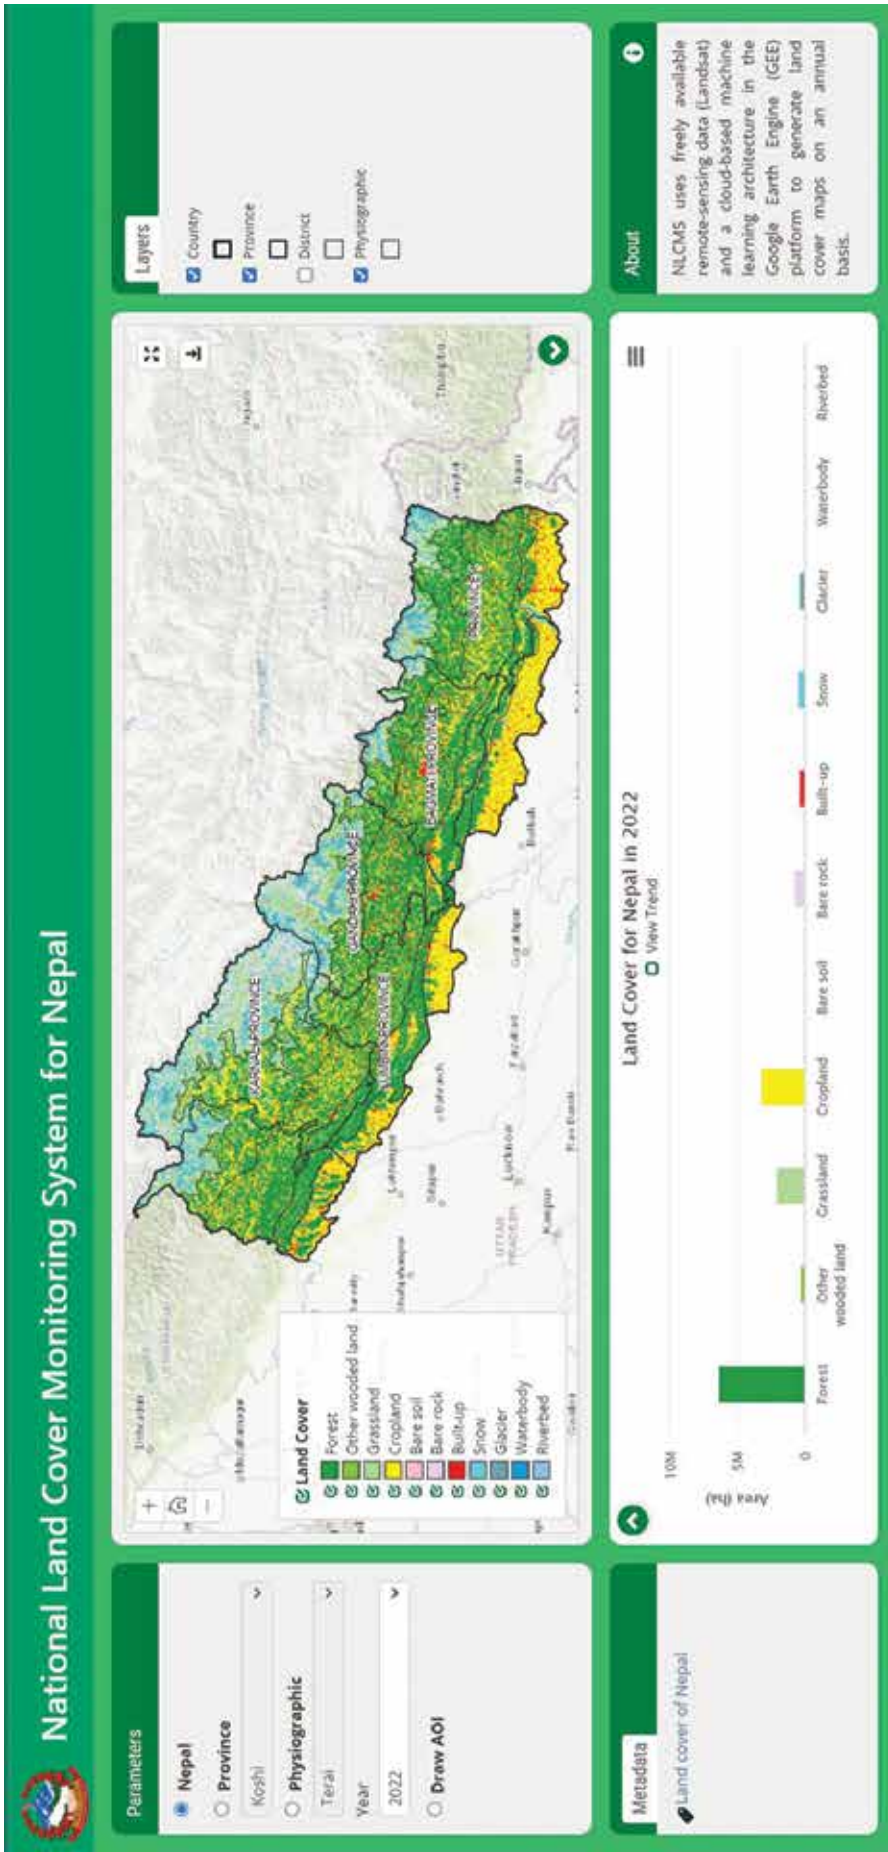 National Land Cover Monitoring System for Nepal
Parameters
Nepal
Province
Koshi
Physiographic
Terai
Year
2022
Draw AOI
Land Cover
Forest
Other wooded land
Grassland
Cropland
Bare soil
Bare rock
Built-up
Snow
Glacier
Waterbody
Riverbed
KARNALI PROVINCE
GANDAKI PROVINCE
LUMBINI PROVINCE
BAGMATI PROVINCE
PROVINCE 1
UTTAR
PRADESH
Lucknow
Kanpur
Gorakhpur
Bahraich
Layers
Country
Province
District
Physiographic
Metadata
Land cover of Nepal
Land Cover for Nepal in 2022
View Trend
Area (ha)
10M
5M
0
Forest
Other
wooded land
Grassland
Cropland
Bare soil
Bare rock
Built-up
Snow
Glacier
Waterbody
Riverbed
About
NLCMS uses freely available
remote-sensing data (Landsat)
and a cloud-based machine
learning architecture in the
Google Earth Engine (GEE)
platform to generate land
cover maps on an annual
basis.